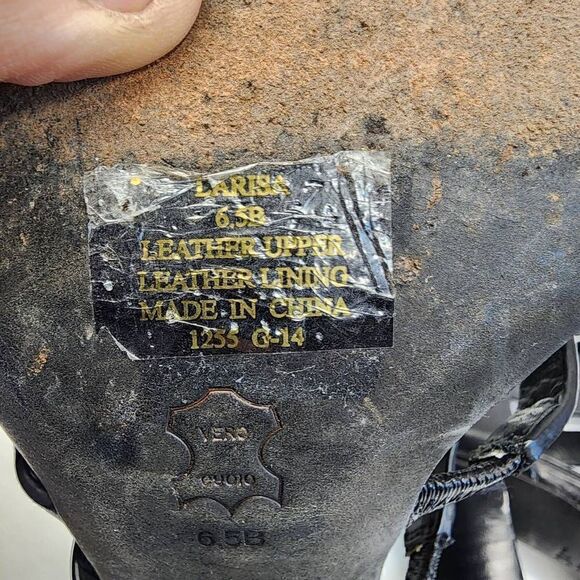 LARISA
6.5B
LEATHER UPPER
LEATHER LINING
MADE IN CHINA
1255 G-14
VERO
CUOIO
6.5B